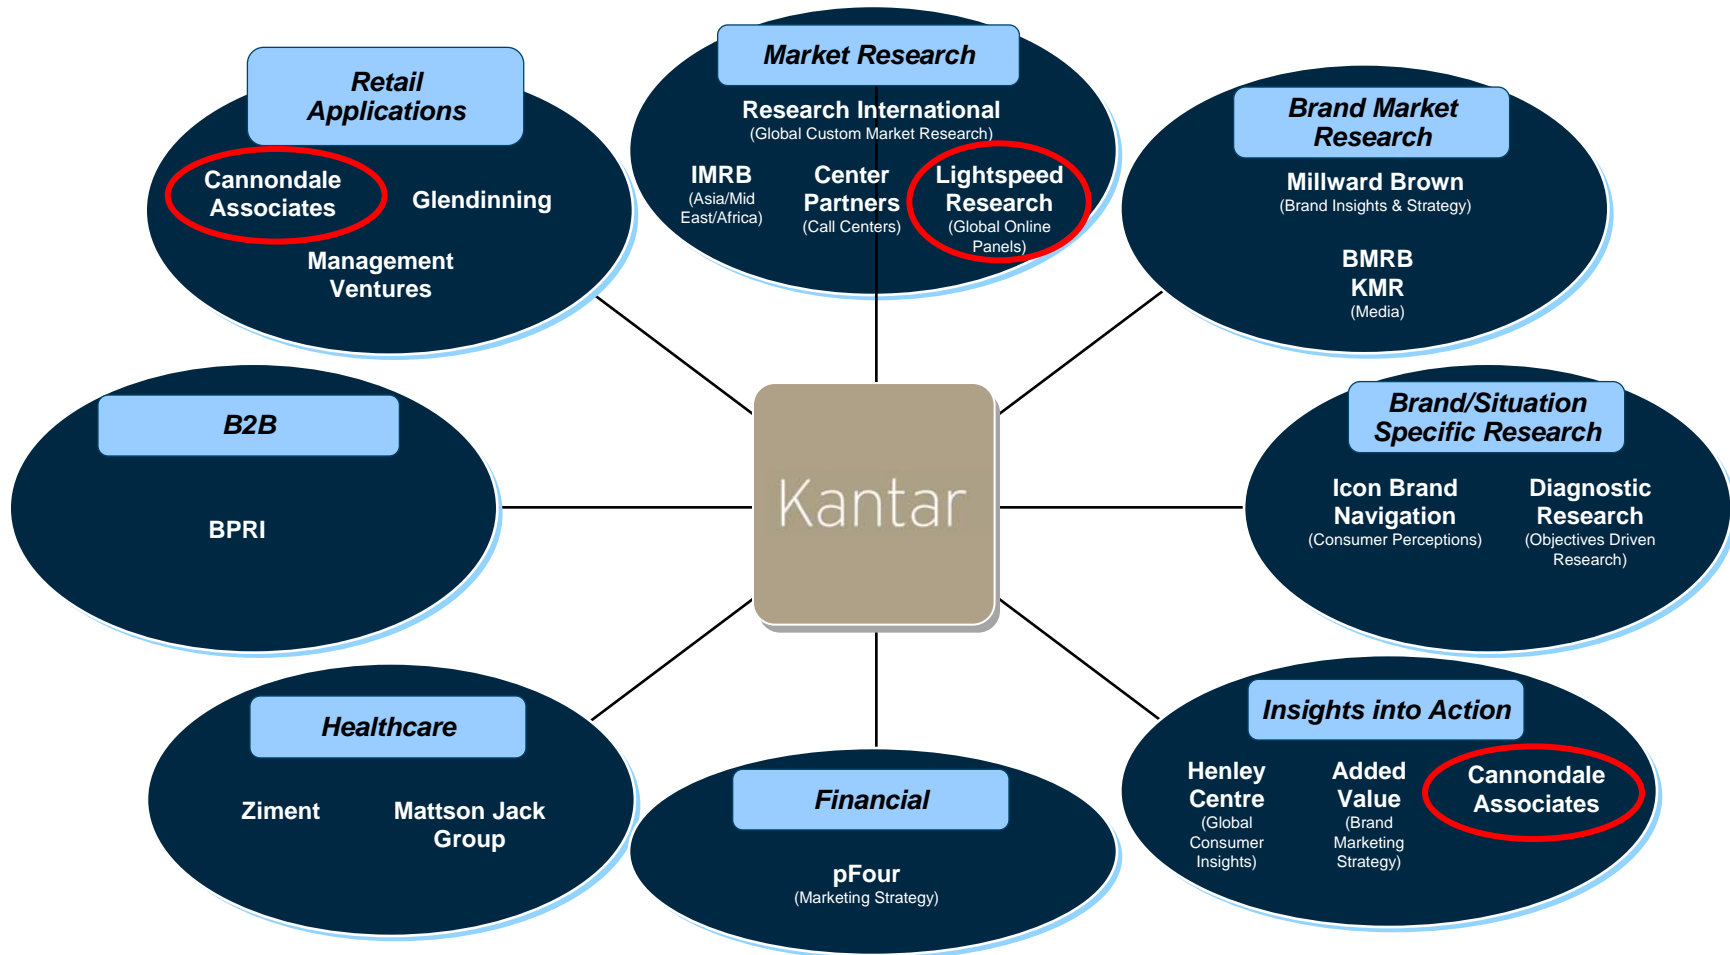 Retail
Applications
Cannondale
Associates
Glendinning
Management
Ventures
Market Research
Research International
(Global Custom Market Research)
IMRB
(Asia/Mid
East/Africa)
Center
Partners
(Call Centers)
Lightspeed
Research
(Global Online
Panels)
Brand Market
Research
Millward Brown
(Brand Insights & Strategy)
BMRB
KMR
(Media)
B2B
BPRI
Kantar
Brand/Situation
Specific Research
Icon Brand
Navigation
(Consumer Perceptions)
Diagnostic
Research
(Objectives Driven
Research)
Healthcare
Ziment
Mattson Jack
Group
Financial
pFour
(Marketing Strategy)
Insights into Action
Henley
Centre
(Global
Consumer
Insights)
Added
Value
(Brand
Marketing
Strategy)
Cannondale
Associates